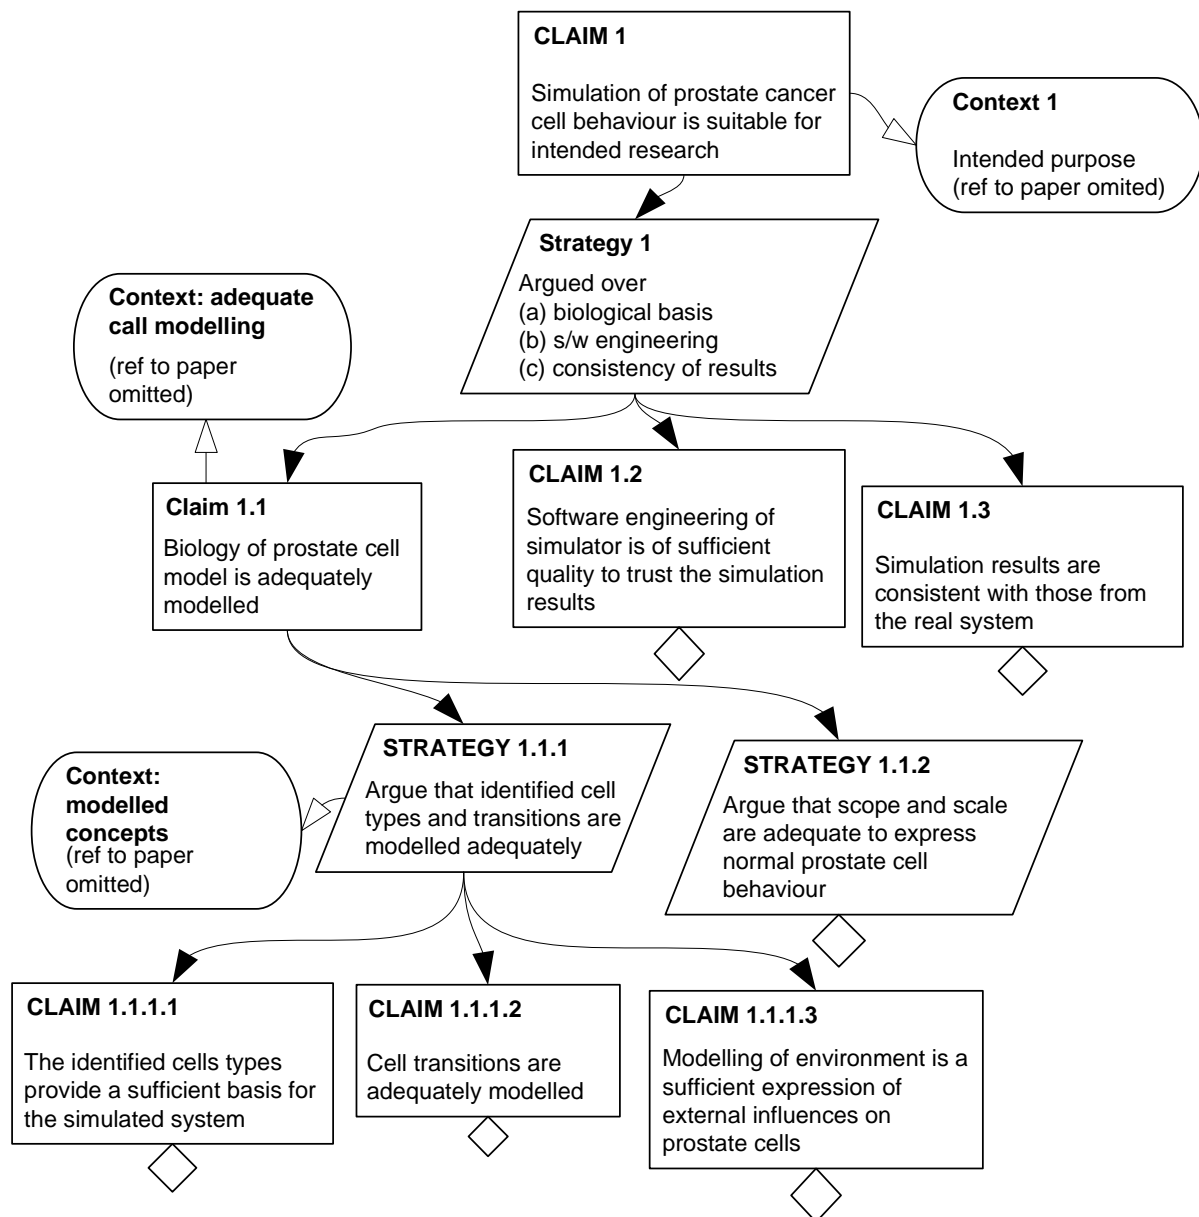 CLAIM 1
Simulation of prostate cancer
cell behaviour is suitable for
intended research
Context 1
Intended purpose
(ref to paper omited)
Strategy 1
Argued over
(a) biological basis
(b) s/w engineering
(c) consistency of results
Context: adequate
call modelling
(ref to paper
omitted)
Claim 1.1
Biology of prostate cell
model is adequately
modelled
CLAIM 1.2
Software engineering of
simulator is of sufficient
quality to trust the simulation
results
CLAIM 1.3
Simulation results are
consistent with those from
the real system
Context:
modelled
concepts
(ref to paper
omitted)
STRATEGY 1.1.1
Argue that identified cell
types and transitions are
modelled adequately
STRATEGY 1.1.2
Argue that scope and scale
are adequate to express
normal prostate cell
behaviour
CLAIM 1.1.1.1
The identified cells types
provide a sufficient basis for
the simulated system
CLAIM 1.1.1.2
Cell transitions are
adequately modelled
CLAIM 1.1.1.3
Modelling of environment is a
sufficient expression of
external influences on
prostate cells